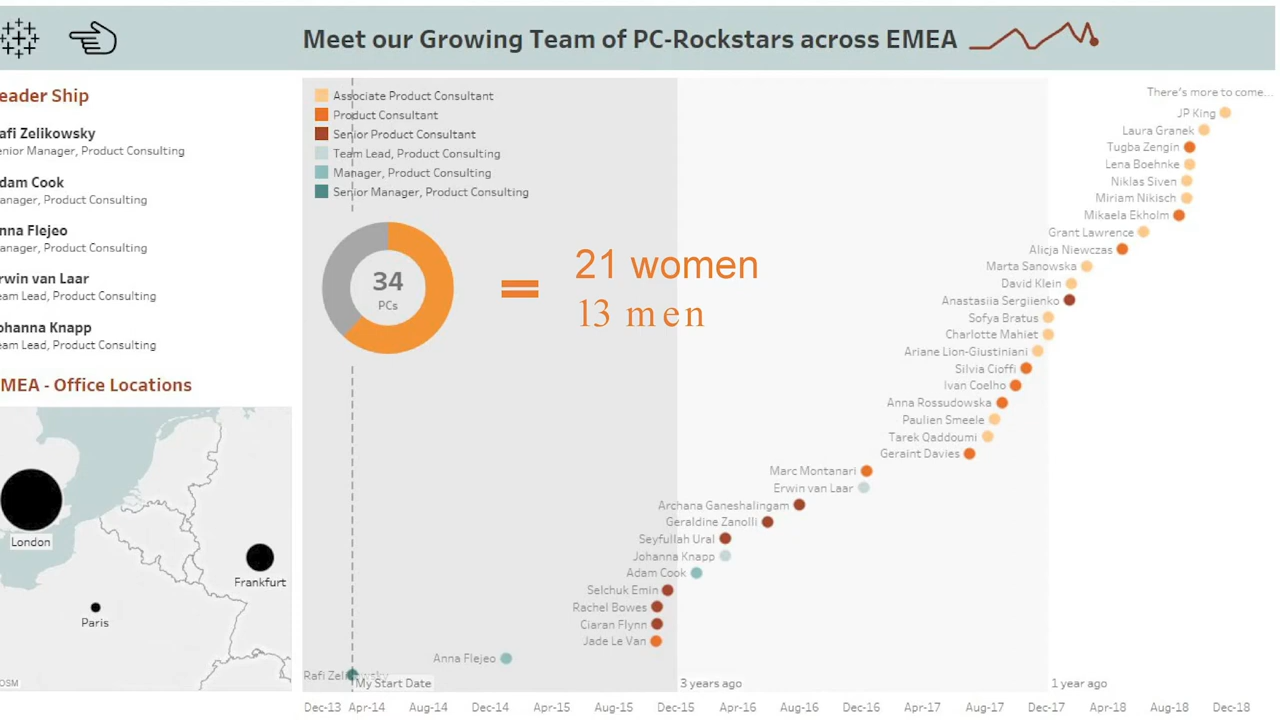 Meet our Growing Team of PC-Rockstars across EMEA
eader Ship
afi Zelikowsky
enior Manager, Product Consulting
dam Cook
anager, Product Consulting
nna Flejeo
anager, Product Consulting
rwin van Laar
eam Lead, Product Consulting
ohanna Knapp
eam Lead, Product Consulting
MEA - Office Locations
London
Frankfurt
Paris
OSM
Associate Product Consultant
Product Consultant
Senior Product Consultant
Team Lead, Product Consulting
Manager, Product Consulting
Senior Manager, Product Consulting
34
PCs
=
21 women
13 men
There's more to come...
JP King
Laura Granek
Tugba Zengin
Lena Boehnke
Niklas Siven
Miriam Nikisch
Mikaela Ekholm
Grant Lawrence
Alicja Niewczas
Marta Sanowska
David Klein
Anastasiia Sergiienko
Sofya Bratus
Charlotte Mahiet
Ariane Lion-Giustiniani
Silvia Cioffi
Ivan Coelho
Anna Rossudowska
Paulien Smeele
Tarek Qaddoumi
Geraint Davies
Marc Montanari
Erwin van Laar
Archana Ganeshalingam
Geraldine Zanolli
Seyfullah Ural
Johanna Knapp
Adam Cook
Selchuk Emin
Rachel Bowes
Ciaran Flynn
Jade Le Van
Anna Flejeo
Rafi Zelikowsky
My Start Date
3 years ago
1 year ago
Dec-13 Apr-14 Aug-14 Dec-14 Apr-15 Aug-15 Dec-15 Apr-16 Aug-16 Dec-16 Apr-17 Aug-17 Dec-17 Apr-18 Aug-18 Dec-18